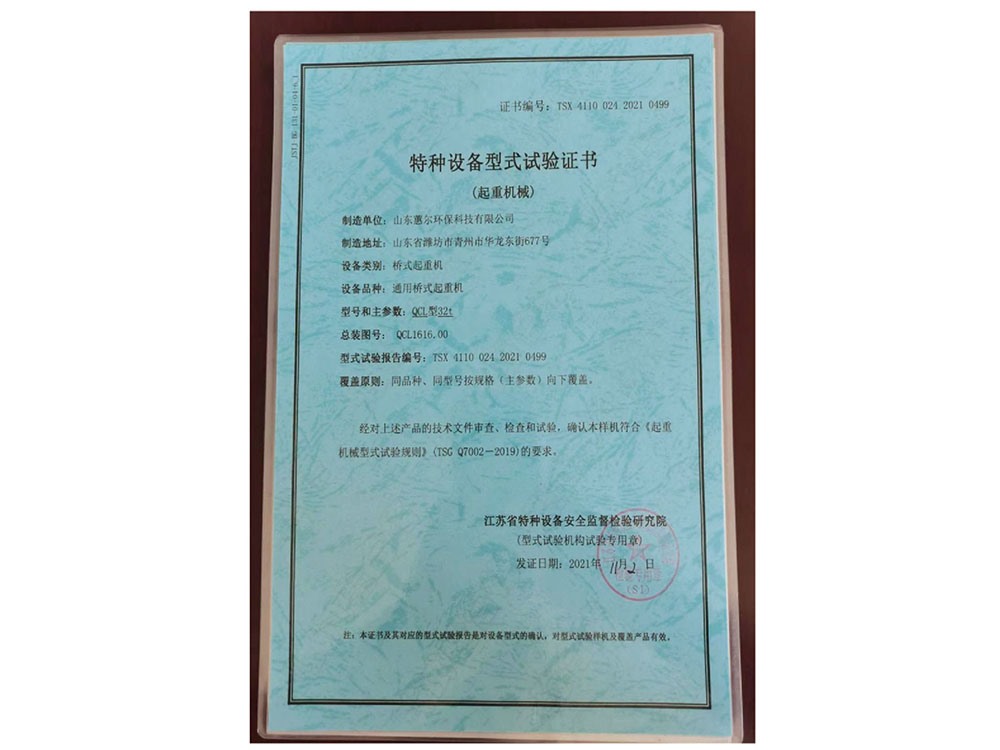 证书编号：TSX 4110 024 2021 0499
特种设备型式试验证书
（起重机械）
制造单位：山东蕙尔环保科技有限公司
制造地址：山东省潍坊市青州市华龙东街677号
设备类别：桥式起重机
设备品种：通用桥式起重机
型号和主参数：QCL型32t
总装图号：QCL1616.00
型式试验报告编号：TSX 4110 024 2021 0499
覆盖原则：同品种、同型号按规格（主参数）向下覆盖。
经对上述产品的技术文件审查、检查和试验，确认本样机符合《起重
机械型式试验规则》(TSG Q7002－2019)的要求。
江苏省特种设备安全监督检验研究院
(型式试验机构试验专用章)
发证日期：2021年 11月 2 日
(S1)
注：本证书及其对应的型式试验报告是对设备型式的确认，对型式试验样机及覆盖产品有效。